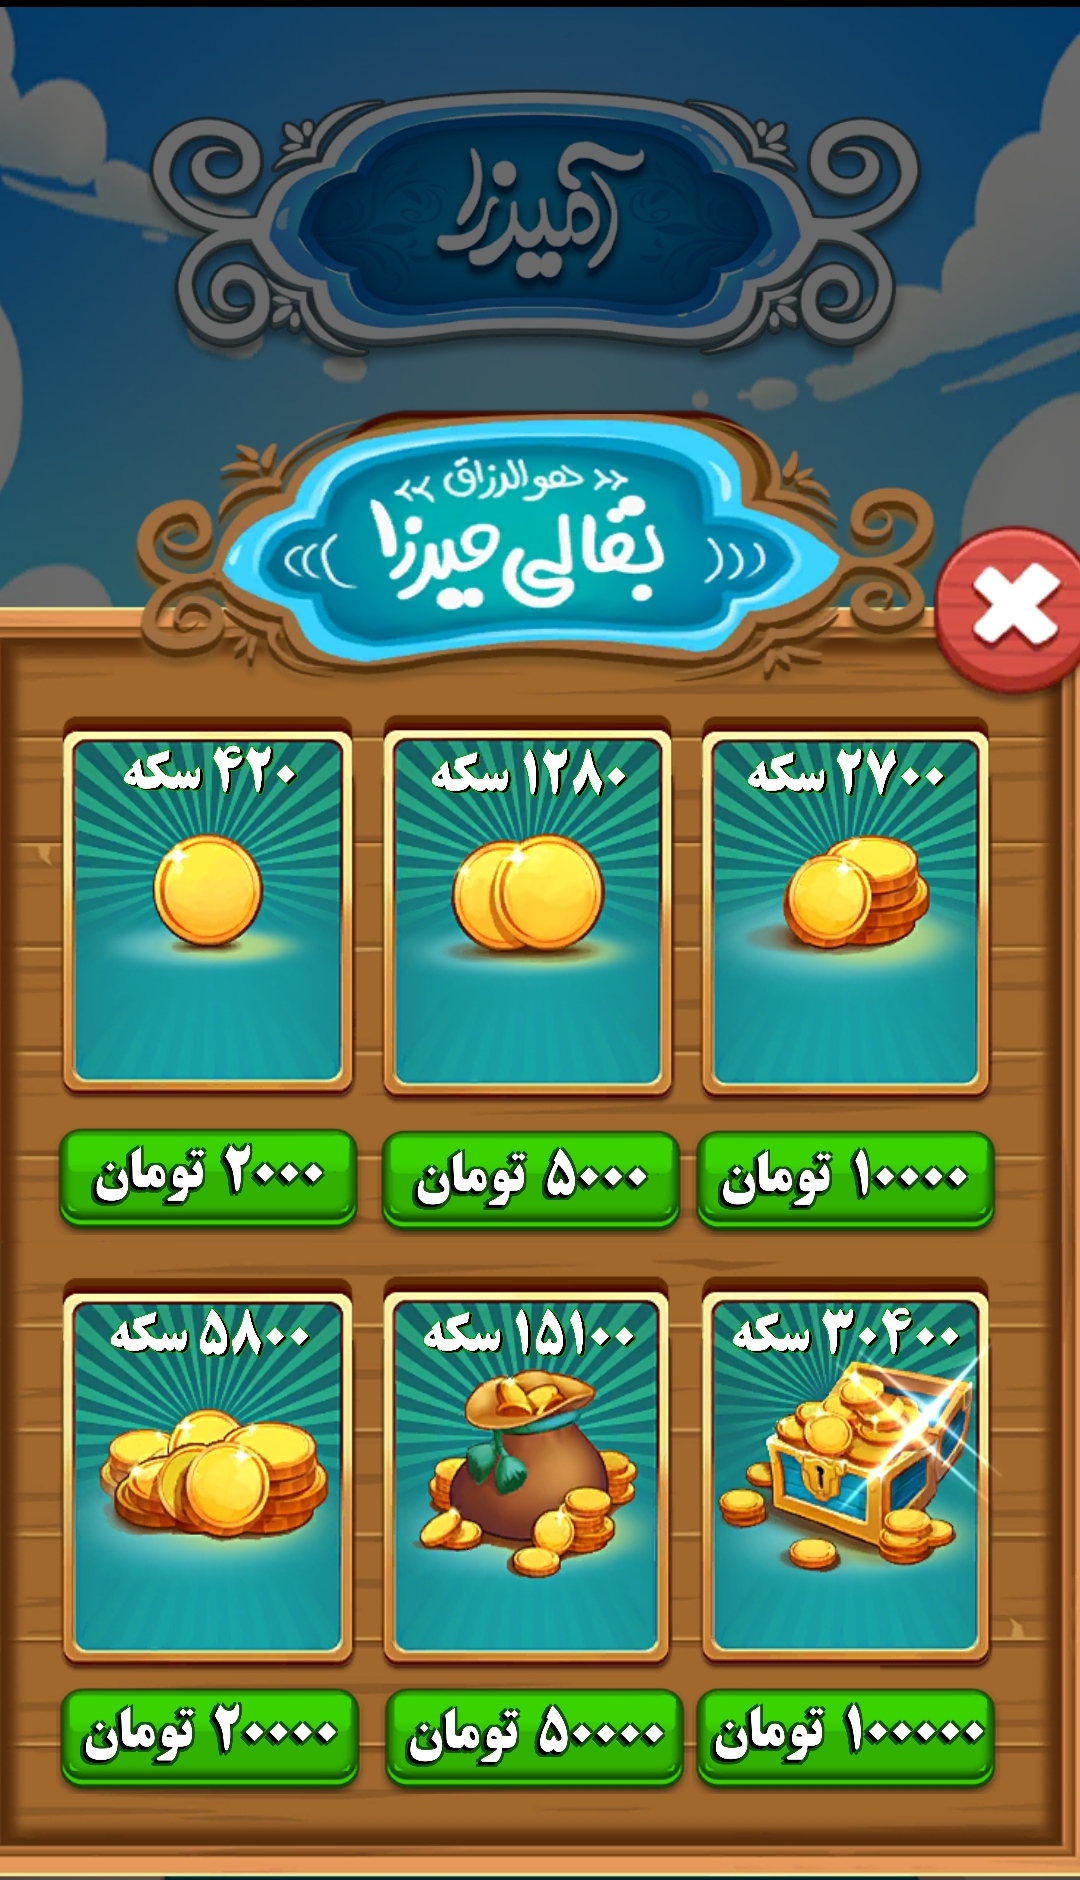 آمیرزا
هوالرزاق
بقالی میرزا
۴۲۰ سکه
۱۲۸۰ سکه
۲۷۰۰ سکه
۲۰۰۰ تومان
۵۰۰۰ تومان
۱۰۰۰۰ تومان
۵۸۰۰ سکه
۱۵۱۰۰ سکه
۳۰۴۰۰ سکه
۲۰۰۰۰ تومان
۵۰۰۰۰ تومان
۱۰۰۰۰۰ تومان